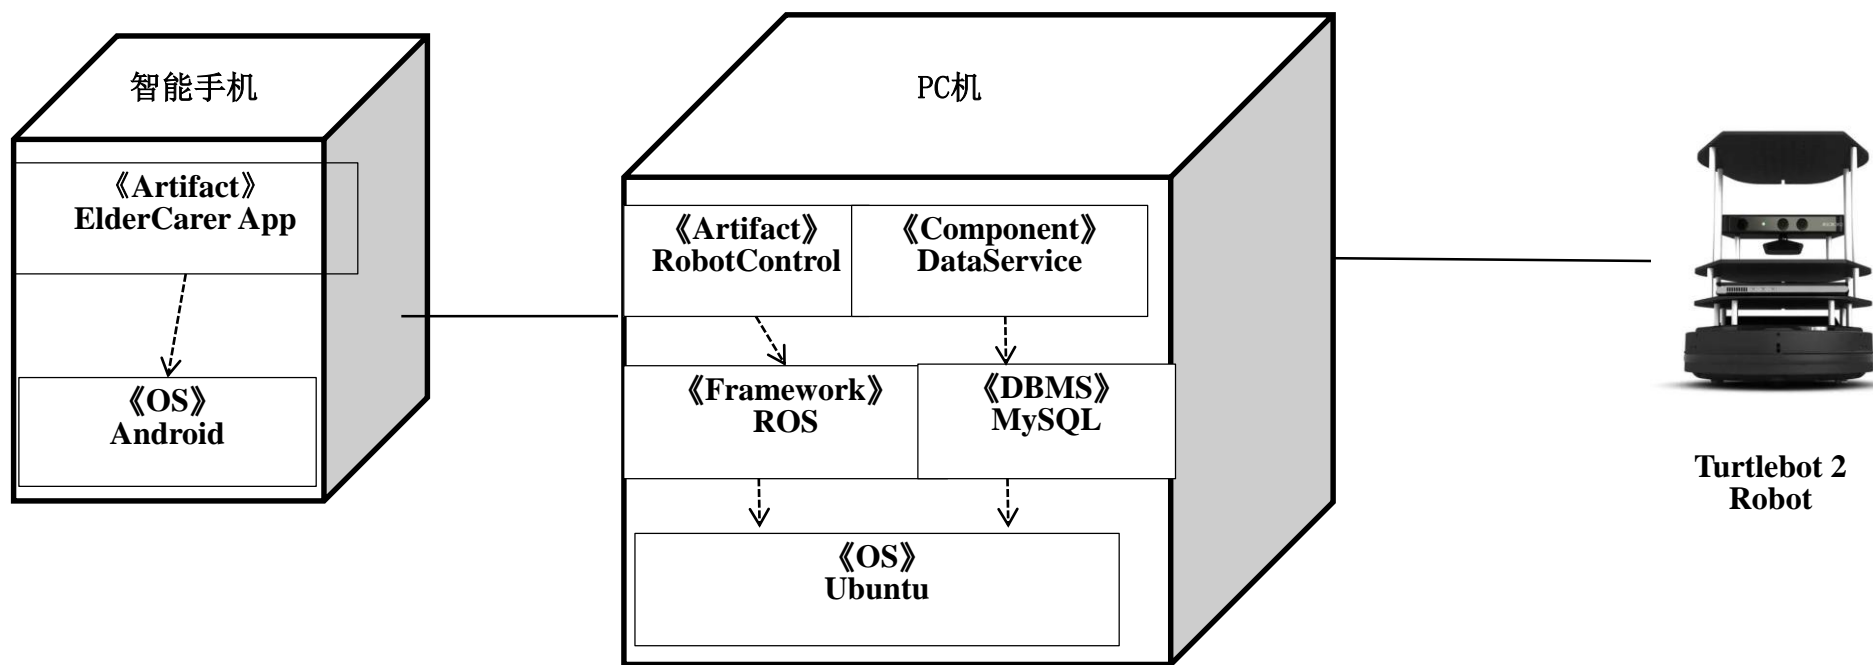 智能手机
《Artifact》
ElderCarer App
《OS》
Android
PC机
《Artifact》
RobotControl
《Component》
DataService
《Framework》
ROS
《DBMS》
MySQL
《OS》
Ubuntu
Turtlebot 2
Robot